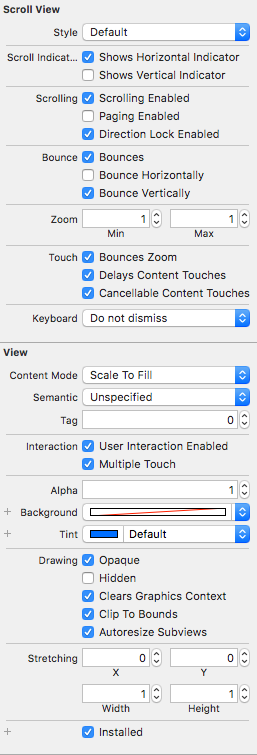 Scroll View
Style Default
Scroll Indicat... Shows Horizontal Indicator
Shows Vertical Indicator
Scrolling Scrolling Enabled
Paging Enabled
Direction Lock Enabled
Bounce Bounces
Bounce Horizontally
Bounce Vertically
Zoom 1 1
Min Max
Touch Bounces Zoom
Delays Content Touches
Cancellable Content Touches
Keyboard Do not dismiss
View
Content Mode Scale To Fill
Semantic Unspecified
Tag 0
Interaction User Interaction Enabled
Multiple Touch
Alpha 1
+ Background
+ Tint Default
Drawing Opaque
Hidden
Clears Graphics Context
Clip To Bounds
Autoresize Subviews
Stretching 0 0
X Y
1 1
Width Height
+ Installed